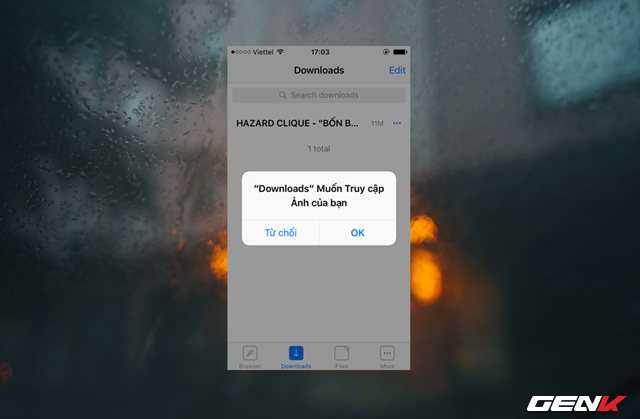 Viettel 17:03
Downloads Edit
Search downloads
HAZARD CLIQUE - "BỐN B... 11M
1 total
"Downloads" Muốn Truy cập
Ảnh của bạn
Từ chối OK
Browser Downloads Files More
GENK